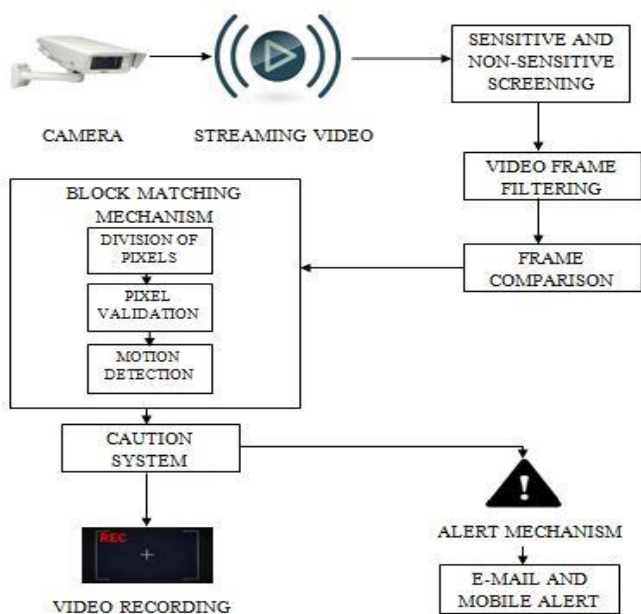 CAMERA
STREAMING VIDEO
SENSITIVE AND
NON-SENSITIVE
SCREENING
VIDEO FRAME
FILTERING
FRAME
COMPARISON
BLOCK MATCHING
MECHANISM
DIVISION OF
PIXELS
PIXEL
VALIDATION
MOTION
DETECTION
CAUTION
SYSTEM
REC
VIDEO RECORDING
!
ALERT MECHANISM
E-MAIL AND
MOBILE ALERT